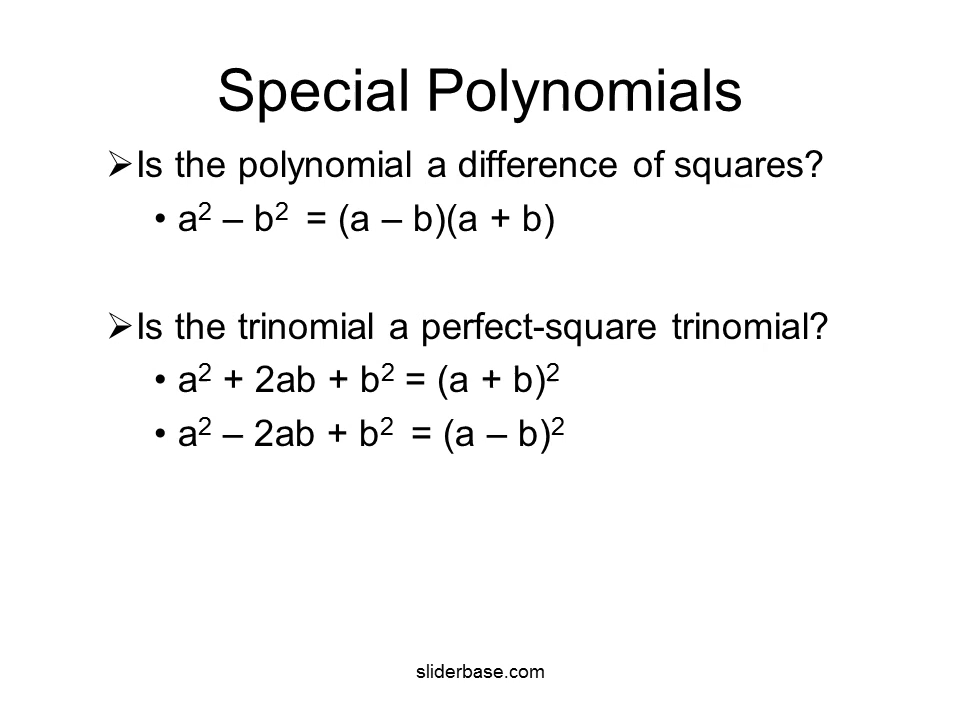 Special Polynomials
➢Is the polynomial a difference of squares?
• a² – b² = (a – b)(a + b)
➢Is the trinomial a perfect-square trinomial?
• a² + 2ab + b² = (a + b)²
• a² – 2ab + b² = (a – b)²
sliderbase.com